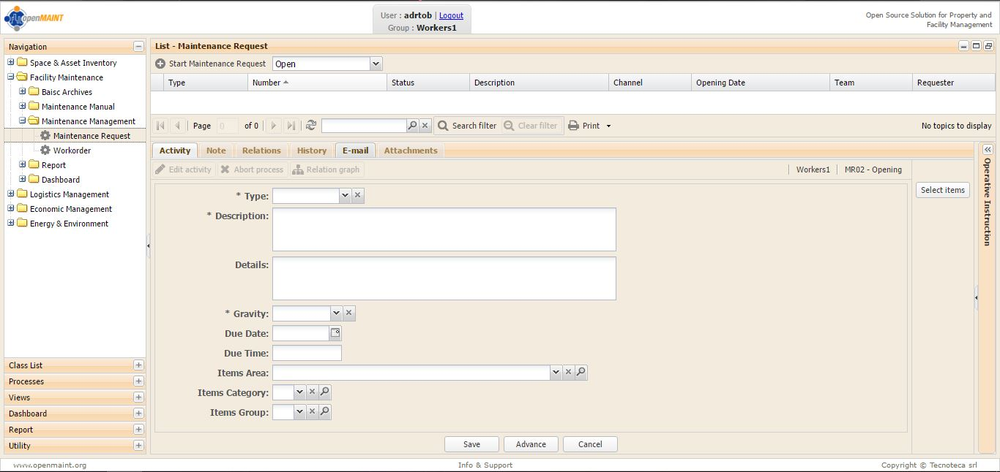 openMAINT
User : adrtob | Logout
Group : Workers1
Open Source Solution for Property and
Facility Management
Navigation
Space & Asset Inventory
Facility Maintenance
Baisc Archives
Maintenance Manual
Maintenance Management
Maintenance Request
Workorder
Report
Dashboard
Logistics Management
Economic Management
Energy & Environment
Class List
Processes
Views
Dashboard
Report
Utility
List - Maintenance Request
Start Maintenance Request Open
Type Number Status Description Channel Opening Date Team Requester
Page 0 of 0 Search filter Clear filter Print No topics to display
Activity Note Relations History E-mail Attachments
Edit activity Abort process Relation graph Workers1 MR02 - Opening
* Type:
* Description:
Details:
* Gravity:
Due Date:
Due Time:
Items Area:
Items Category:
Items Group:
Save Advance Cancel
Select items
Operative Instruction
www.openmaint.org Info & Support Copyright © Tecnoteca srl